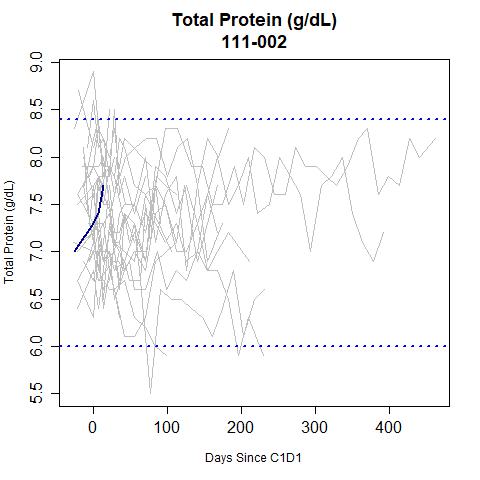 Total Protein (g/dL)
111-002
Total Protein (g/dL)
9.0
8.5
8.0
7.5
7.0
6.5
6.0
5.5
0 100 200 300 400
Days Since C1D1